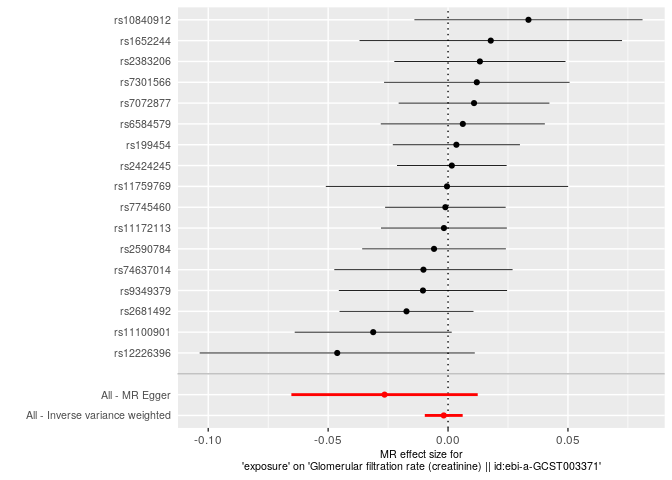 rs10840912
rs1652244
rs2383206
rs7301566
rs7072877
rs6584579
rs199454
rs2424245
rs11759769
rs7745460
rs11172113
rs2590784
rs74637014
rs9349379
rs2681492
rs11100901
rs12226396
All - MR Egger
All - Inverse variance weighted
-0.10 -0.05 0.00 0.05
MR effect size for
'exposure' on 'Glomerular filtration rate (creatinine) || id:ebi-a-GCST003371'